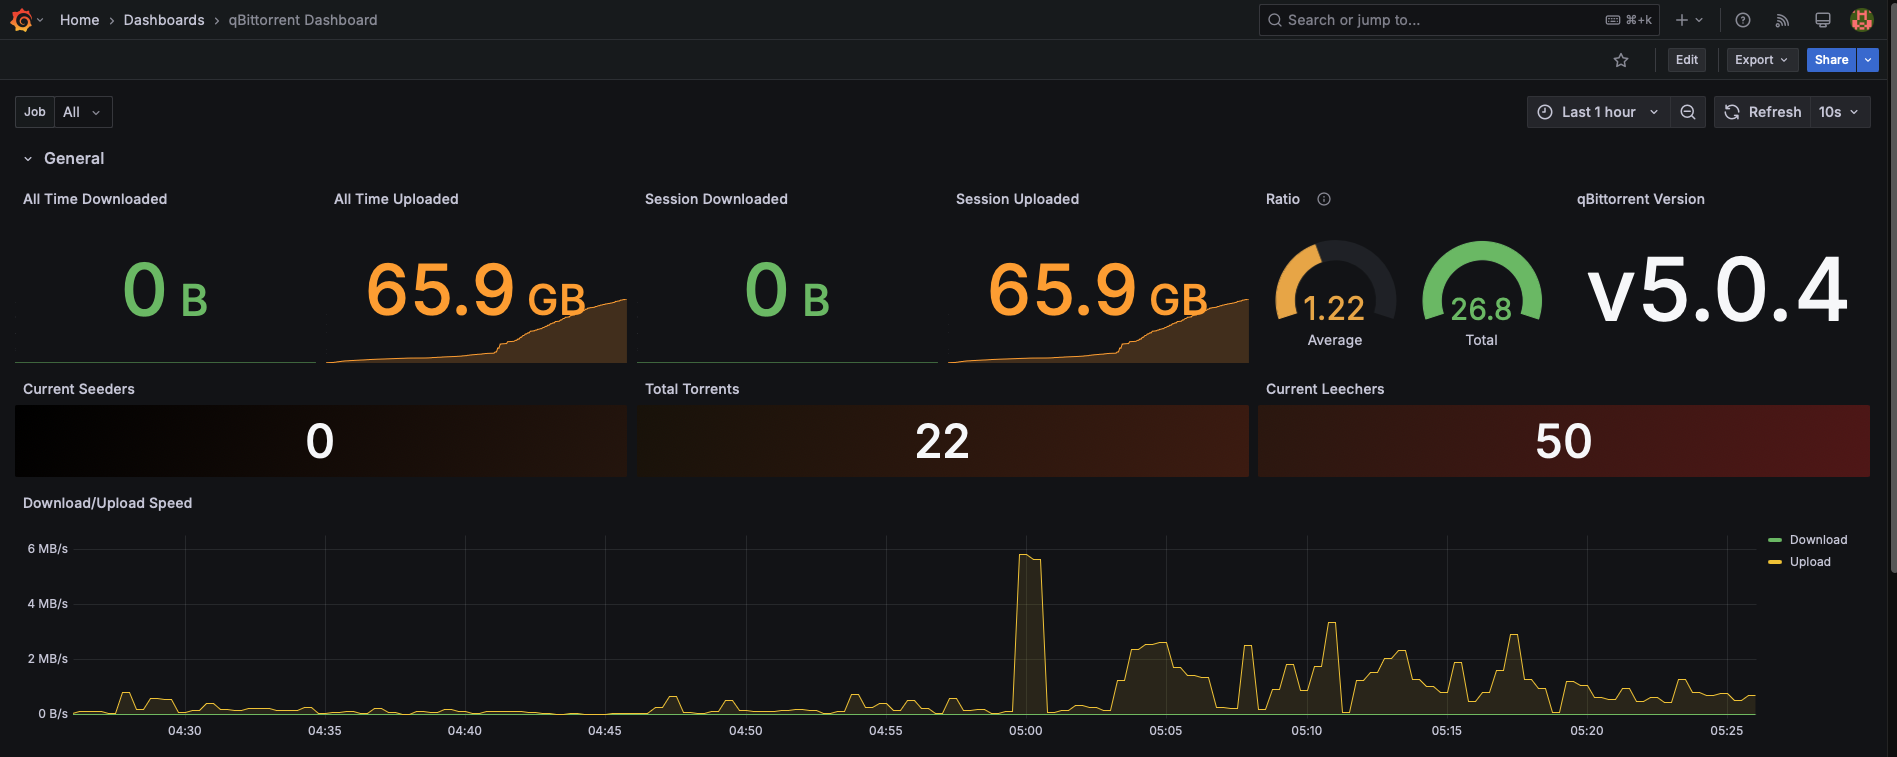 Home › Dashboards › qBittorrent Dashboard
Search or jump to... ⌘+k
Edit Export Share
Job All
Last 1 hour Refresh 10s
General
All Time Downloaded
0 B
All Time Uploaded
65.9 GB
Session Downloaded
0 B
Session Uploaded
65.9 GB
Ratio
1.22
Average
26.8
Total
qBittorrent Version
v5.0.4
Current Seeders
0
Total Torrents
22
Current Leechers
50
Download/Upload Speed
6 MB/s
4 MB/s
2 MB/s
0 B/s
04:30 04:35 04:40 04:45 04:50 04:55 05:00 05:05 05:10 05:15 05:20 05:25
Download
Upload